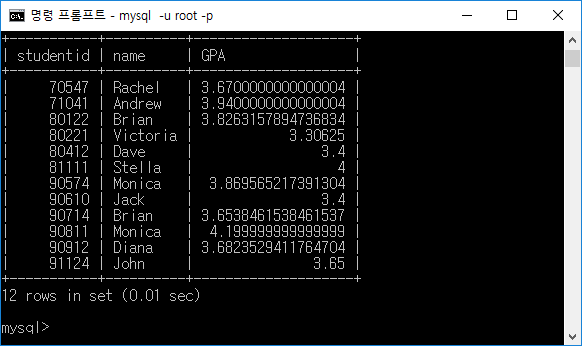 명령 프롬프트 - mysql -u root -p
+-----------+----------+--------------------+
| studentid | name     | GPA                |
+-----------+----------+--------------------+
|     70547 | Rachel   | 3.6700000000000004 |
|     71041 | Andrew   | 3.9400000000000004 |
|     80122 | Brian    | 3.8263157894736834 |
|     80221 | Victoria |            3.30625 |
|     80412 | Dave     |                3.4 |
|     81111 | Stella   |                  4 |
|     90574 | Monica   |  3.869565217391304 |
|     90610 | Jack     |                3.4 |
|     90714 | Brian    | 3.6538461538461537 |
|     90811 | Monica   |  4.199999999999999 |
|     90912 | Diana    | 3.6823529411764704 |
|     91124 | John     |               3.65 |
+-----------+----------+--------------------+
12 rows in set (0.01 sec)
mysql>